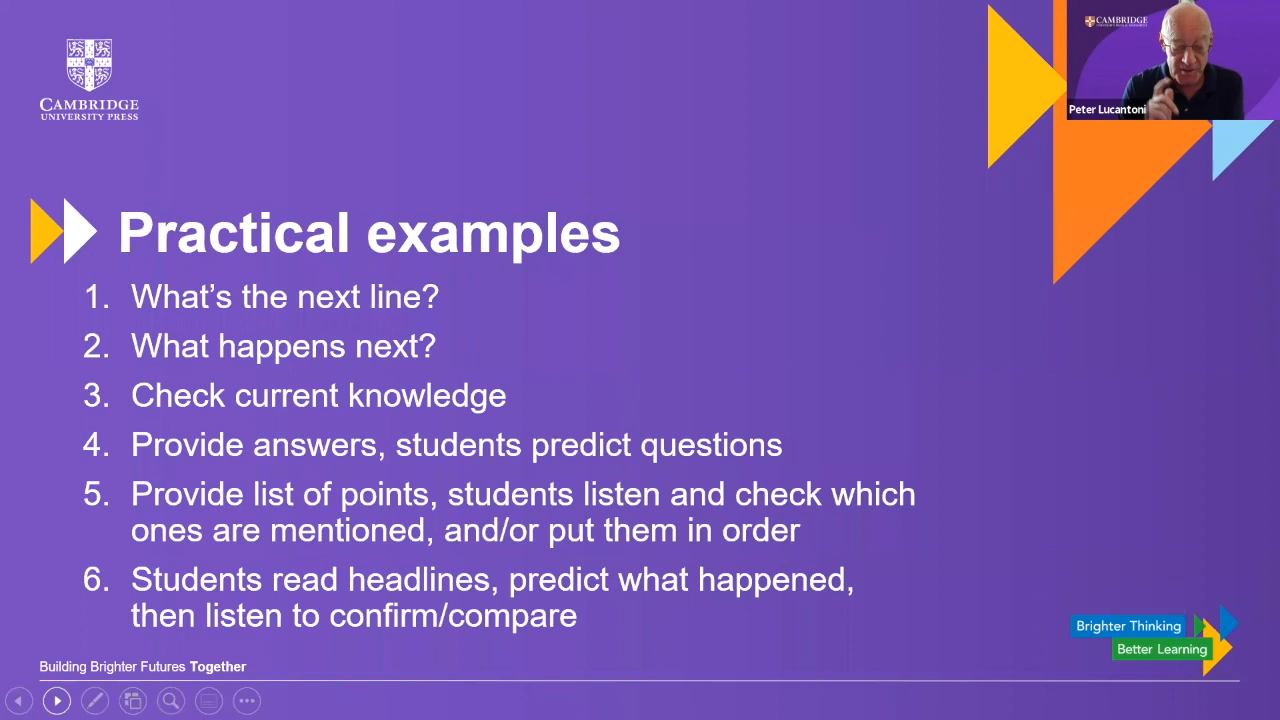 CAMBRIDGE
UNIVERSITY PRESS
CAMBRIDGE
Peter Lucantoni
Practical examples
1. What’s the next line?
2. What happens next?
3. Check current knowledge
4. Provide answers, students predict questions
5. Provide list of points, students listen and check which
ones are mentioned, and/or put them in order
6. Students read headlines, predict what happened,
then listen to confirm/compare
Brighter Thinking
Better Learning
Building Brighter Futures Together